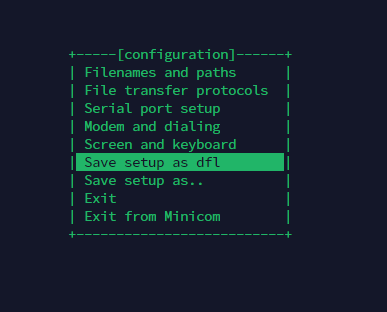 +-----[configuration]------+
| Filenames and paths      |
| File transfer protocols  |
| Serial port setup        |
| Modem and dialing        |
| Screen and keyboard      |
| Save setup as dfl        |
| Save setup as..          |
| Exit                     |
| Exit from Minicom        |
+--------------------------+